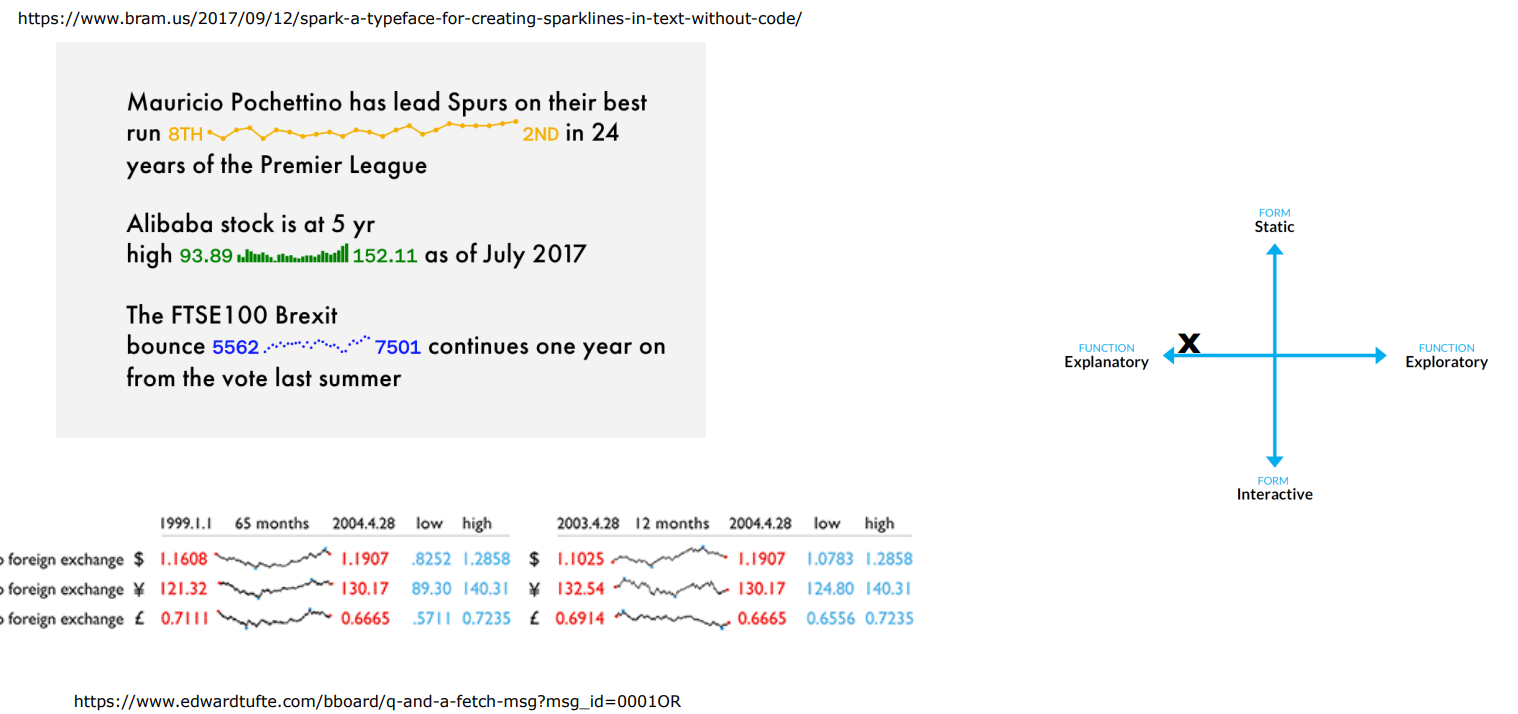 https://www.bram.us/2017/09/12/spark-a-typeface-for-creating-sparklines-in-text-without-code/
Mauricio Pochettino has lead Spurs on their best
run 8TH 2ND in 24
years of the Premier League
Alibaba stock is at 5 yr
high 93.89 152.11 as of July 2017
The FTSE100 Brexit
bounce 5562 7501 continues one year on
from the vote last summer
FORM
Static
X
FUNCTION
Explanatory
FUNCTION
Exploratory
FORM
Interactive
1999.1.1 65 months 2004.4.28 low high 2003.4.28 12 months 2004.4.28 low high
foreign exchange $ 1.1608 1.1907 .8252 1.2858 $ 1.1025 1.1907 1.0783 1.2858
foreign exchange ¥ 121.32 130.17 89.30 140.31 ¥ 132.54 130.17 124.80 140.31
foreign exchange £ 0.7111 0.6665 .5711 0.7235 £ 0.6914 0.6665 0.6556 0.7235
https://www.edwardtufte.com/bboard/q-and-a-fetch-msg?msg_id=0001OR